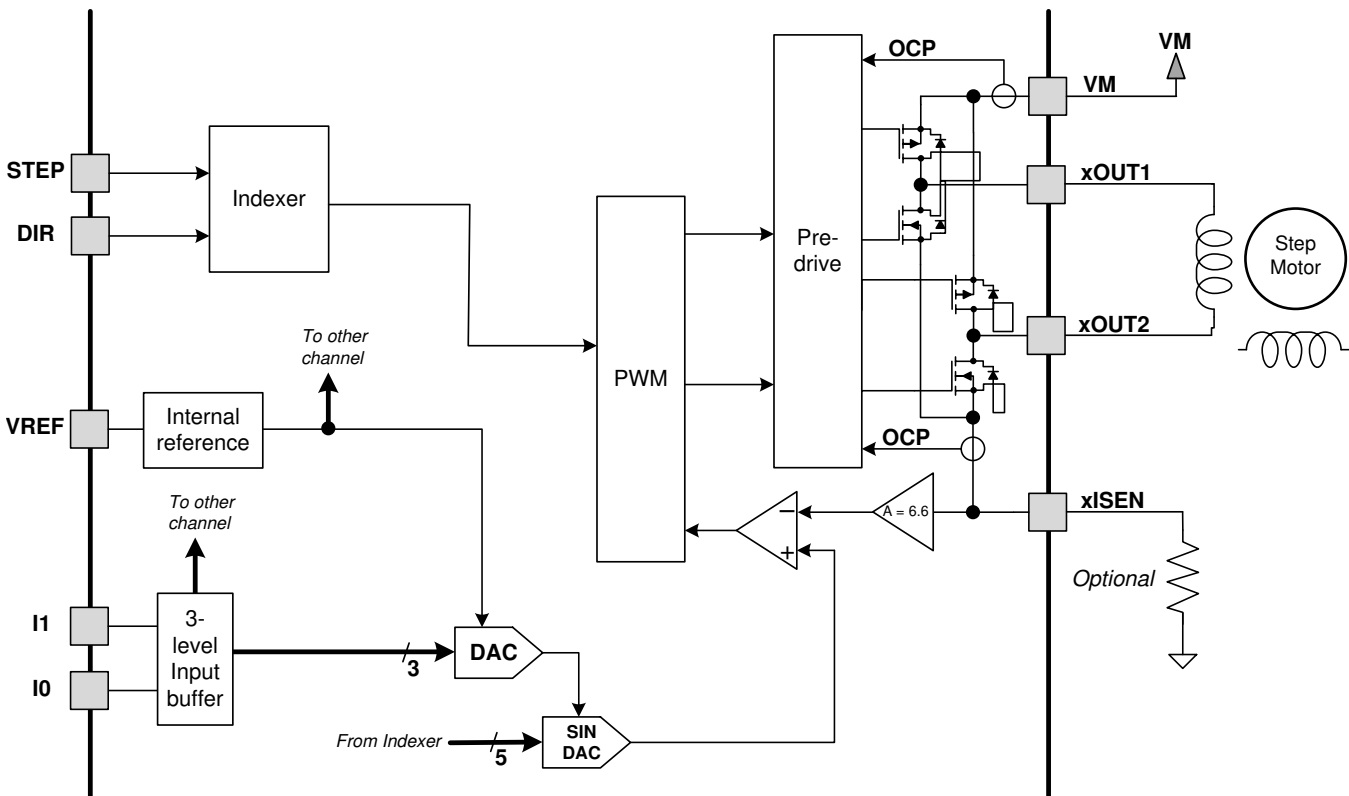 OCP
VM
VM
STEP
DIR
Indexer
xOUT1
Pre-
drive
Step
Motor
To other
channel
PWM
xOUT2
VREF
Internal
reference
OCP
To other
channel
A = 6.6
xISEN
−
+
Optional
I1
I0
3-
level
Input
buffer
3
DAC
From Indexer
5
SIN
DAC